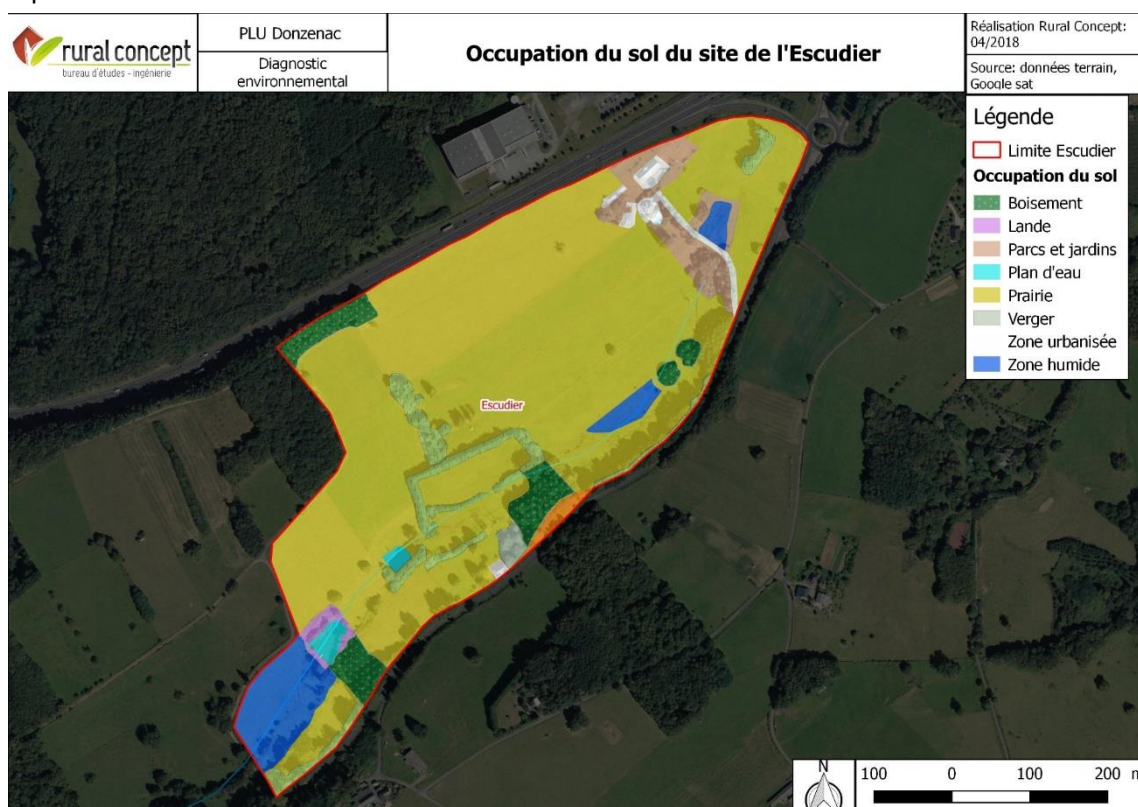 rural concept
bureau d'études - ingénierie
PLU Donzenac
Diagnostic
environnemental
Occupation du sol du site de l'Escudier
Réalisation Rural Concept:
04/2018
Source: données terrain,
Google sat
Légende
Limite Escudier
Occupation du sol
Boisement
Lande
Parcs et jardins
Plan d'eau
Prairie
Verger
Zone urbanisée
Zone humide
Escudier
N
100 0 100 200 m